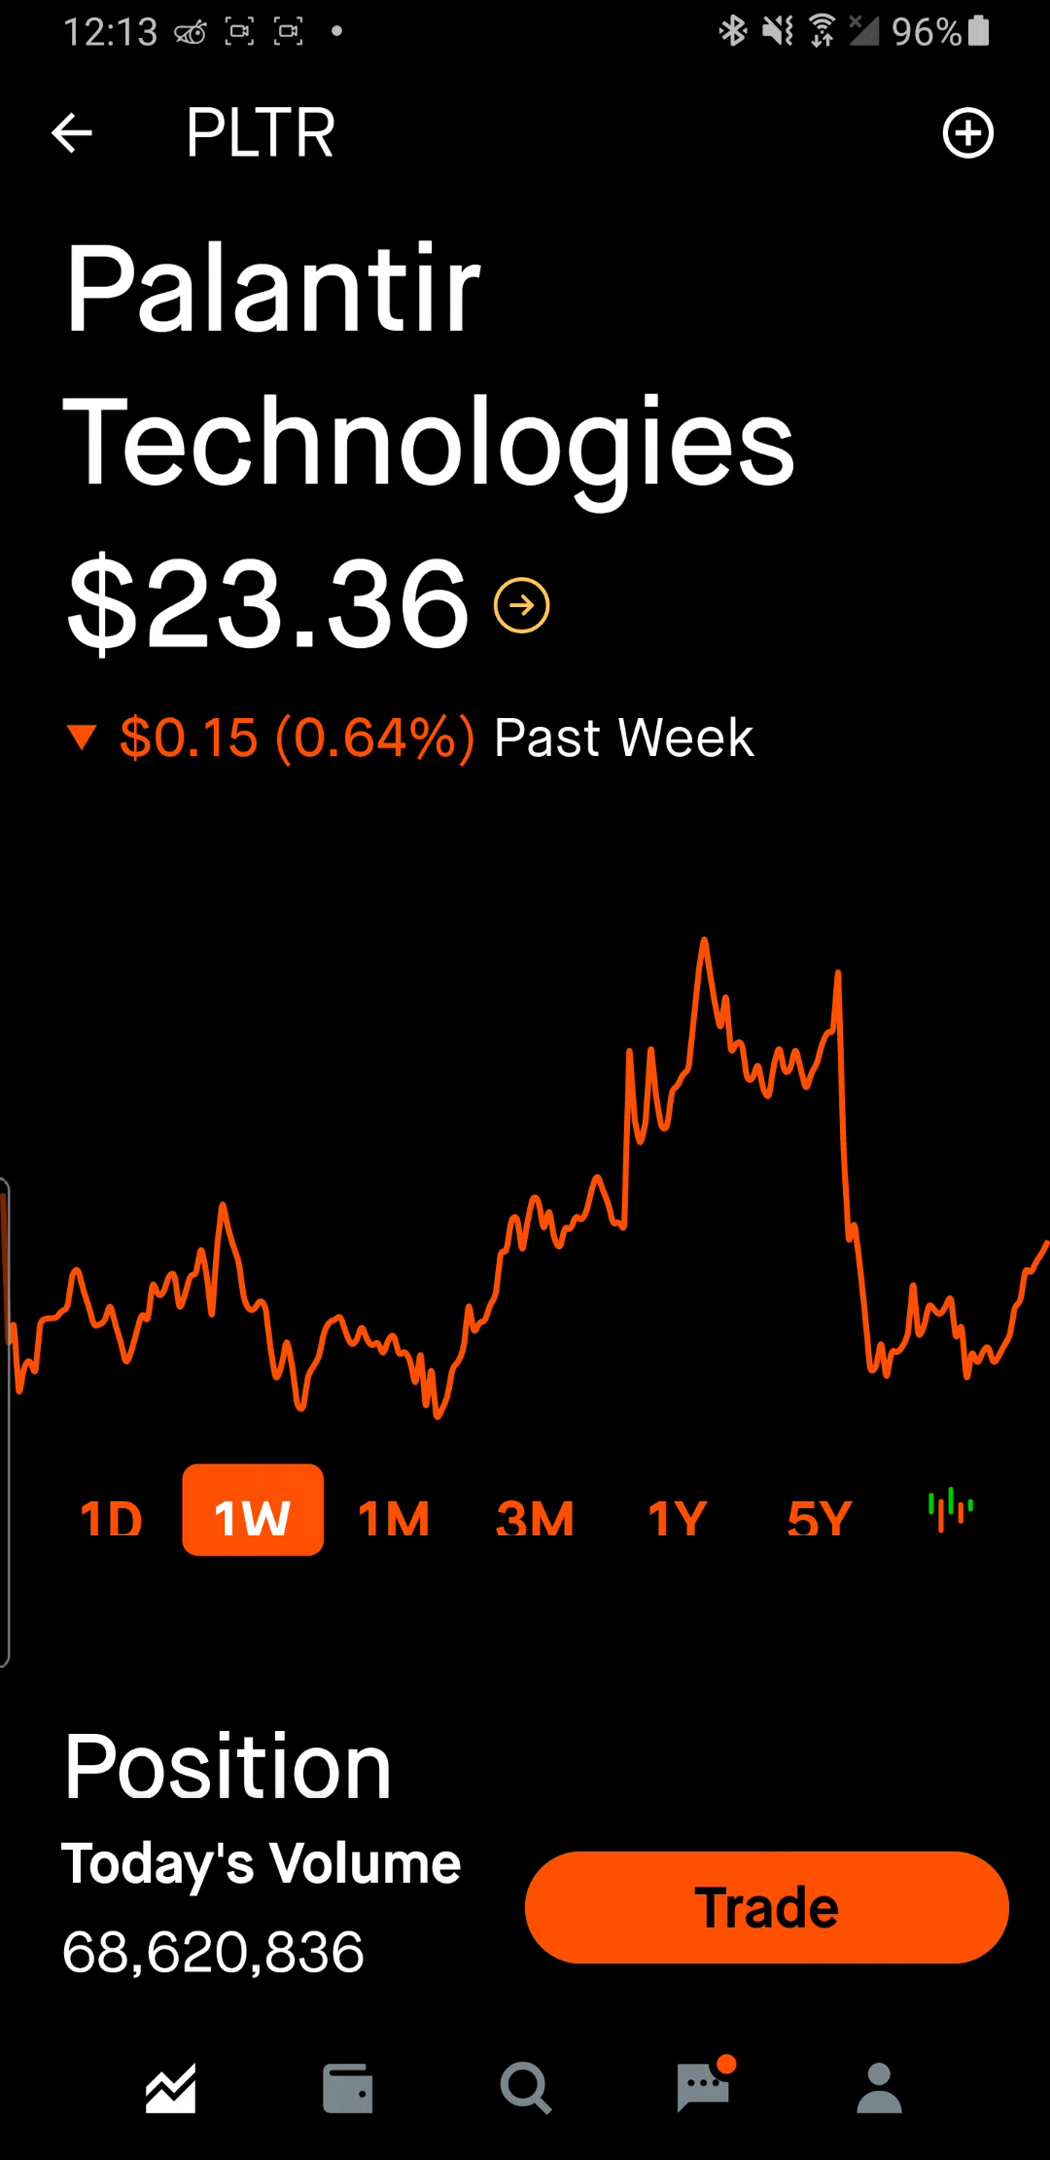 12:13 96%
PLTR
Palantir
Technologies
$23.36
$0.15 (0.64%) Past Week
1D 1W 1M 3M 1Y 5Y
Position
Today's Volume
68,620,836
Trade